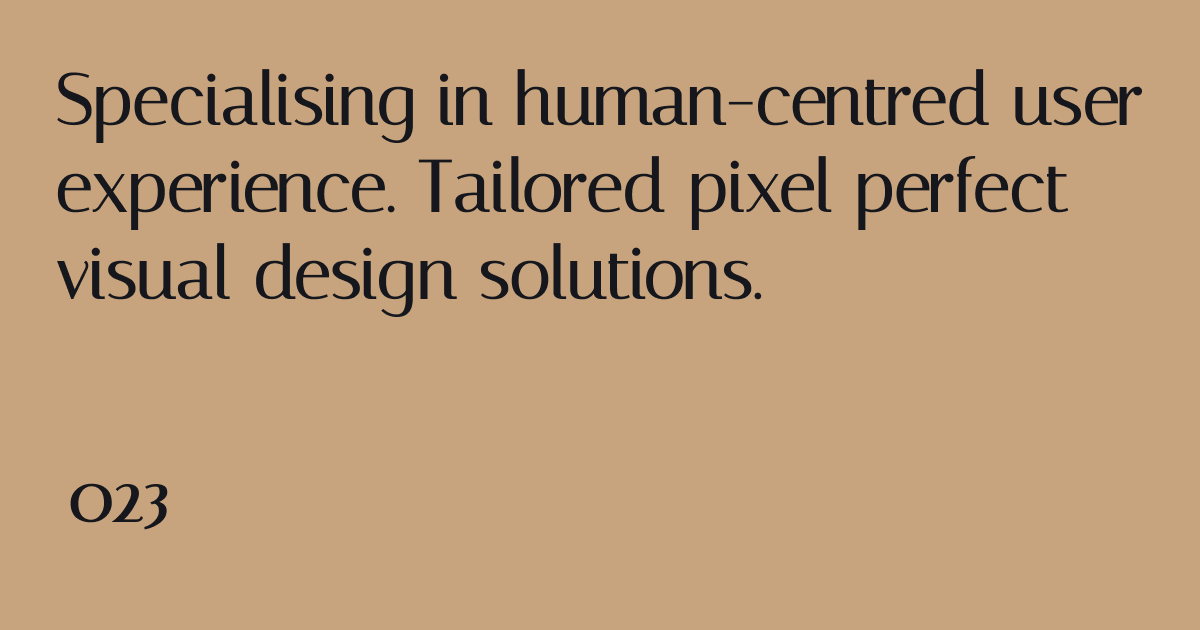 Specialising in human-centred user
experience. Tailored pixel perfect
visual design solutions.
023